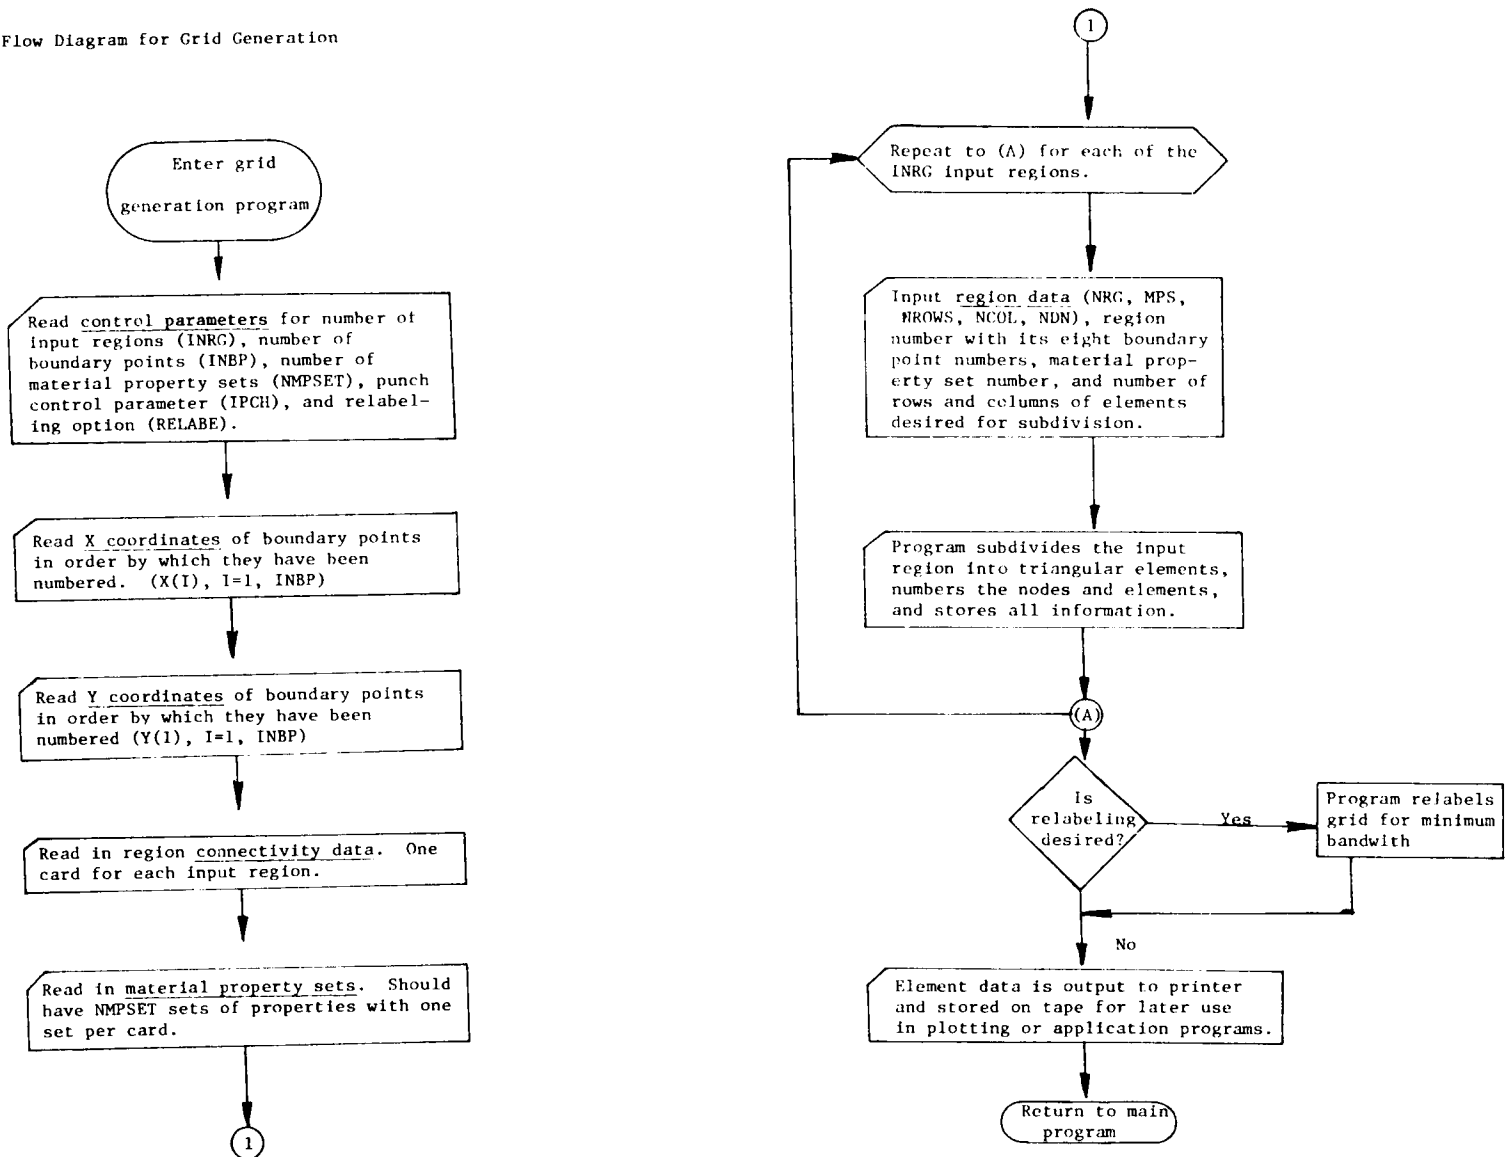 Flow Diagram for Grid Generation
Enter grid
generation program
Read control parameters for number of
input regions (INRG), number of
boundary points (INBP), number of
material property sets (NMPSET), punch
control parameter (IPCH), and relabel-
ing option (RELABE).
Read X coordinates of boundary points
in order by which they have been
numbered. (X(I), I=1, INBP)
Read Y coordinates of boundary points
in order by which they have been
numbered (Y(1), I=1, INBP)
Read in region connectivity data. One
card for each input region.
Read in material property sets. Should
have NMPSET sets of properties with one
set per card.
1
1
Repeat to (A) for each of the
INRG input regions.
Input region data (NRG, MPS,
NROWS, NCOL, NDN), region
number with its eight boundary
point numbers, material prop-
erty set number, and number of
rows and columns of elements
desired for subdivision.
Program subdivides the input
region into triangular elements,
numbers the nodes and elements,
and stores all information.
(A)
Is
relabeling
desired?
Yes
Program relabels
grid for minimum
bandwith
No
Element data is output to printer
and stored on tape for later use
in plotting or application programs.
Return to main
program